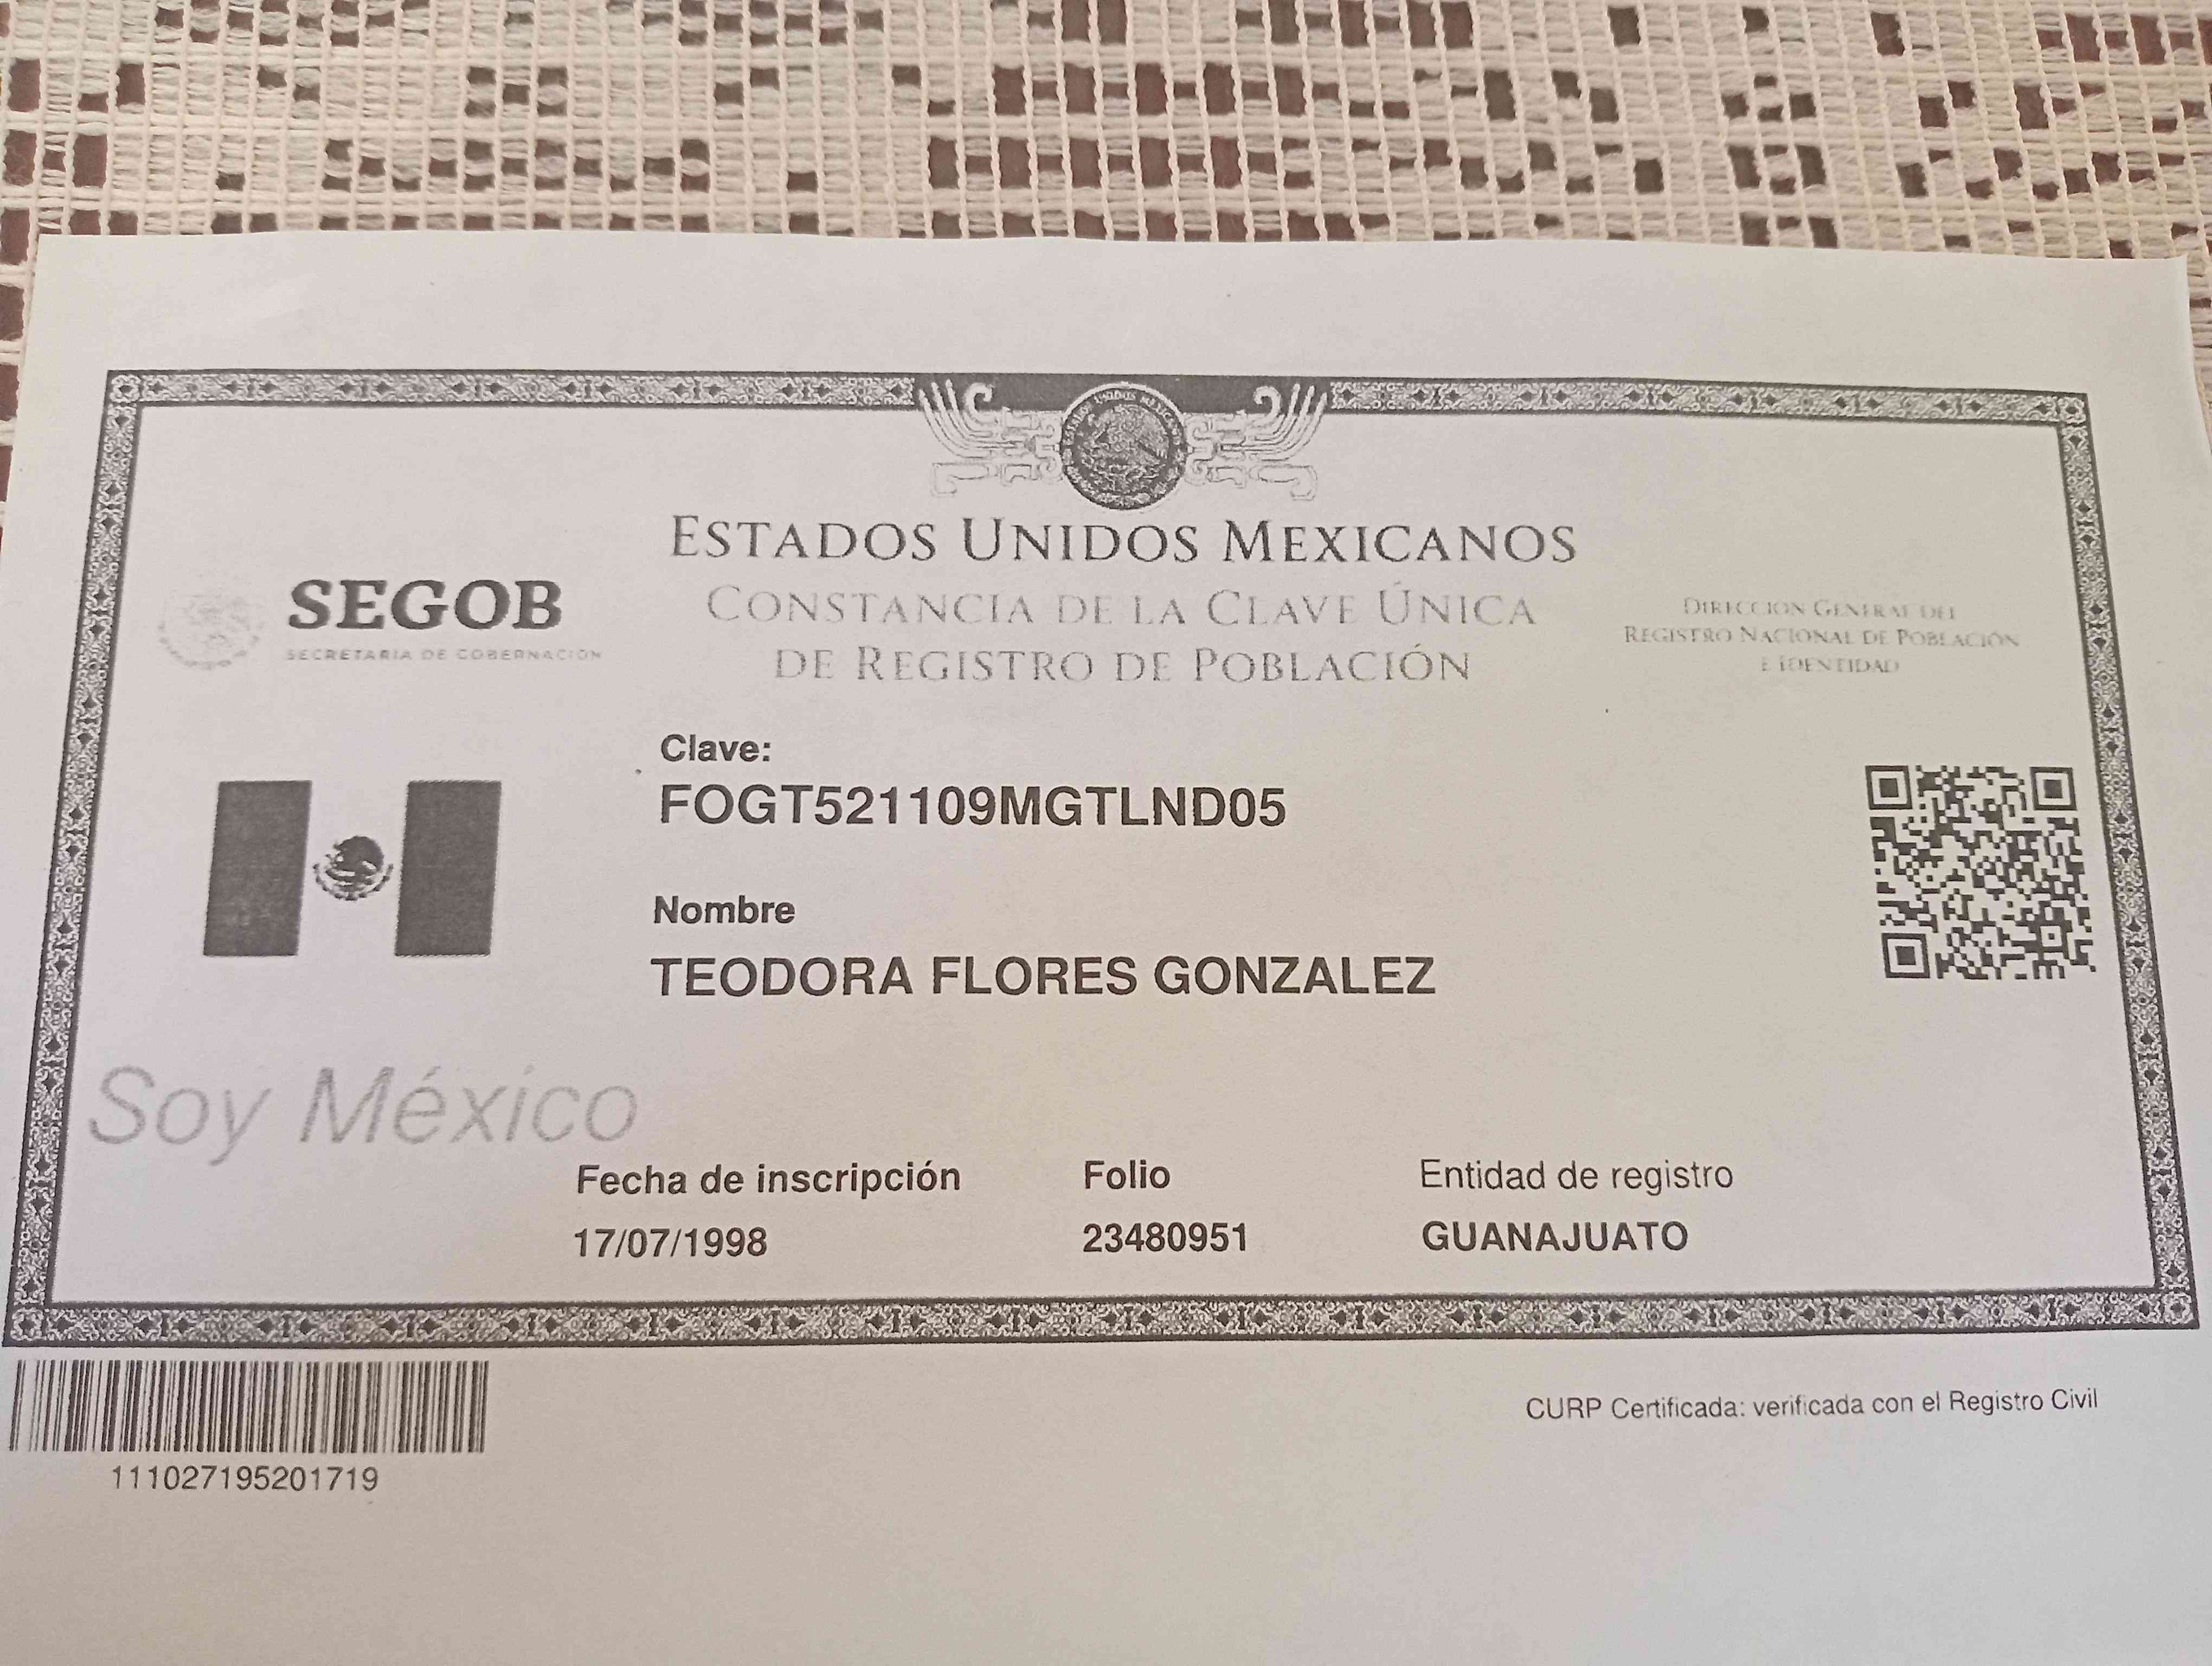 ESTADOS UNIDOS MEXICANOS
CONSTANCIA DE LA CLAVE ÚNICA
DE REGISTRO DE POBLACIÓN
SEGOB
SECRETARÍA DE GOBERNACIÓN
DIRECCIÓN GENERAL DEL
REGISTRO NACIONAL DE POBLACIÓN
E IDENTIDAD
Clave:
FOGT521109MGTLND05
Nombre
TEODORA FLORES GONZALEZ
Soy México
Fecha de inscripción Folio Entidad de registro
17/07/1998 23480951 GUANAJUATO
111027195201719
CURP Certificada: verificada con el Registro Civil